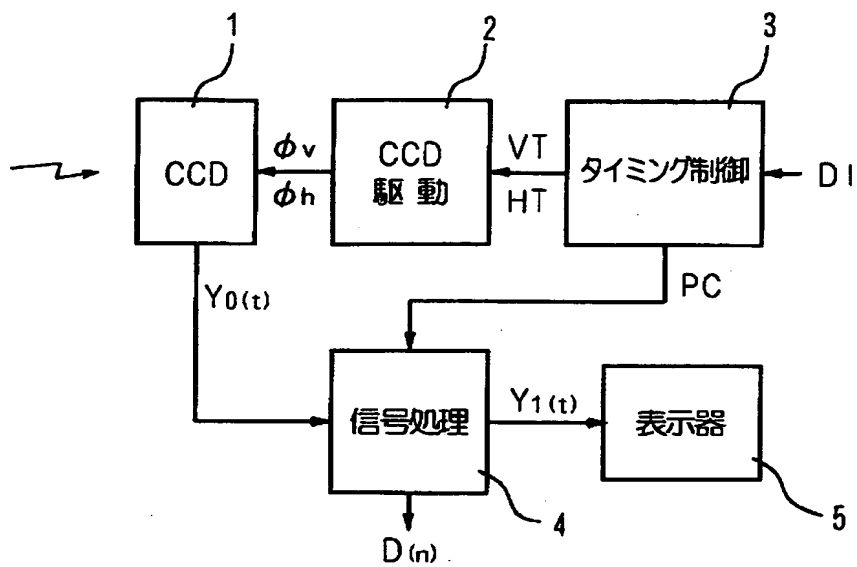 1
2
3
CCD
φv
φh
CCD
駆動
VT
HT
タイミング制御
DI
Y0(t)
PC
信号処理
Y1(t)
表示器
4
5
D(n)